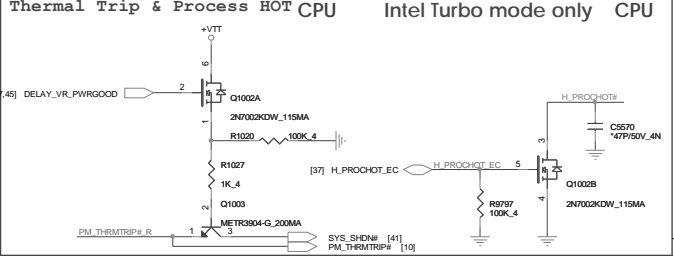 Thermal Trip & Process HOT CPU
Intel Turbo mode only CPU
+VTT
6
7,45] DELAY_VR_PWRGOOD
2
Q1002A
2N7002KDW_115MA
1
R1020 100K_4
R1027
1K_4
2 Q1003
METR3904-G_200MA
PM_THRMTRIP#_R
1
3
SYS_SHDN# [41]
PM_THRMTRIP# [10]
H_PROCHOT#
C5570
*47P/50V_4N
3
[37] H_PROCHOT_EC
H_PROCHOT_EC
5
Q1002B
2N7002KDW_115MA
4
R9797
100K_4